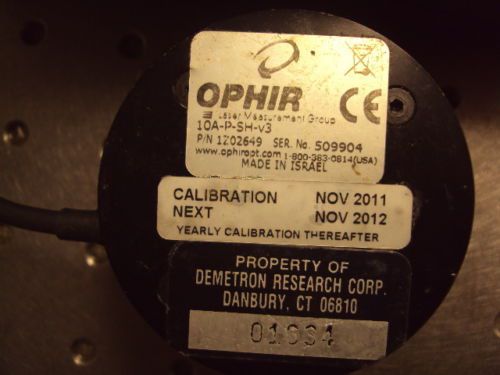 OPHIR
Laser Measurement Group
CE
10A-P-SH-v3
P/N 1Z02649 SER. No. 509904
www.ophiropt.com 1-800-383-0814(USA)
MADE IN ISRAEL
CALIBRATION NOV 2011
NEXT NOV 2012
YEARLY CALIBRATION THEREAFTER
PROPERTY OF
DEMETRON RESEARCH CORP.
DANBURY, CT 06810